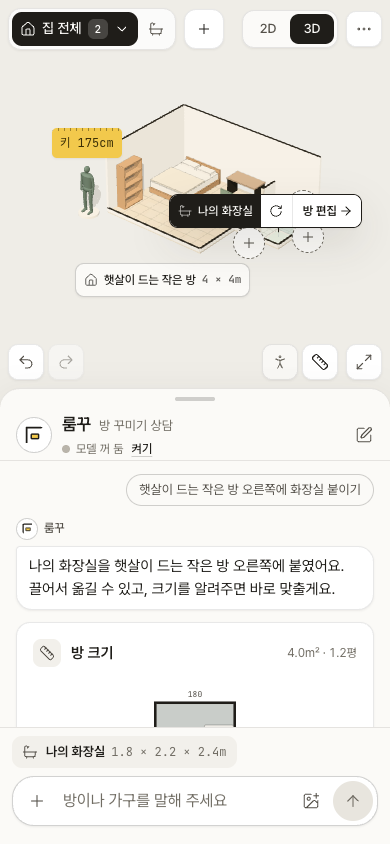 집 전체 2
2D 3D
키 175cm
나의 화장실
방 편집 →
햇살이 드는 작은 방 4 × 4m
룸꾸 방 꾸미기 상담
모델 꺼 둠 켜기
햇살이 드는 작은 방 오른쪽에 화장실 붙이기
룸꾸
나의 화장실을 햇살이 드는 작은 방 오른쪽에 붙였어요.
끌어서 옮길 수 있고, 크기를 알려주면 바로 맞출게요.
방 크기 4.0m² · 1.2평
180
나의 화장실 1.8 × 2.2 × 2.4m
방이나 가구를 말해 주세요